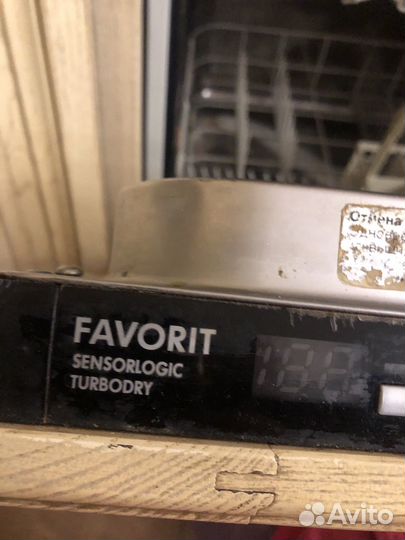 Отмена
FAVORIT
SENSORLOGIC
TURBODRY
Avito